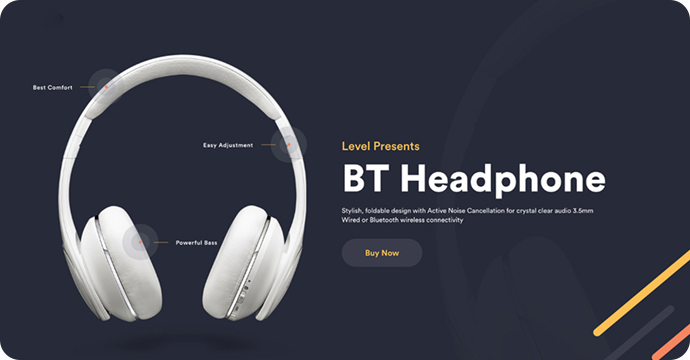 Best Comfort
Easy Adjustment
Powerful Bass
Level Presents
BT Headphone
Stylish, foldable design with Active Noise Cancellation for crystal clear audio 3.5mm
Wired or Bluetooth wireless connectivity
Buy Now